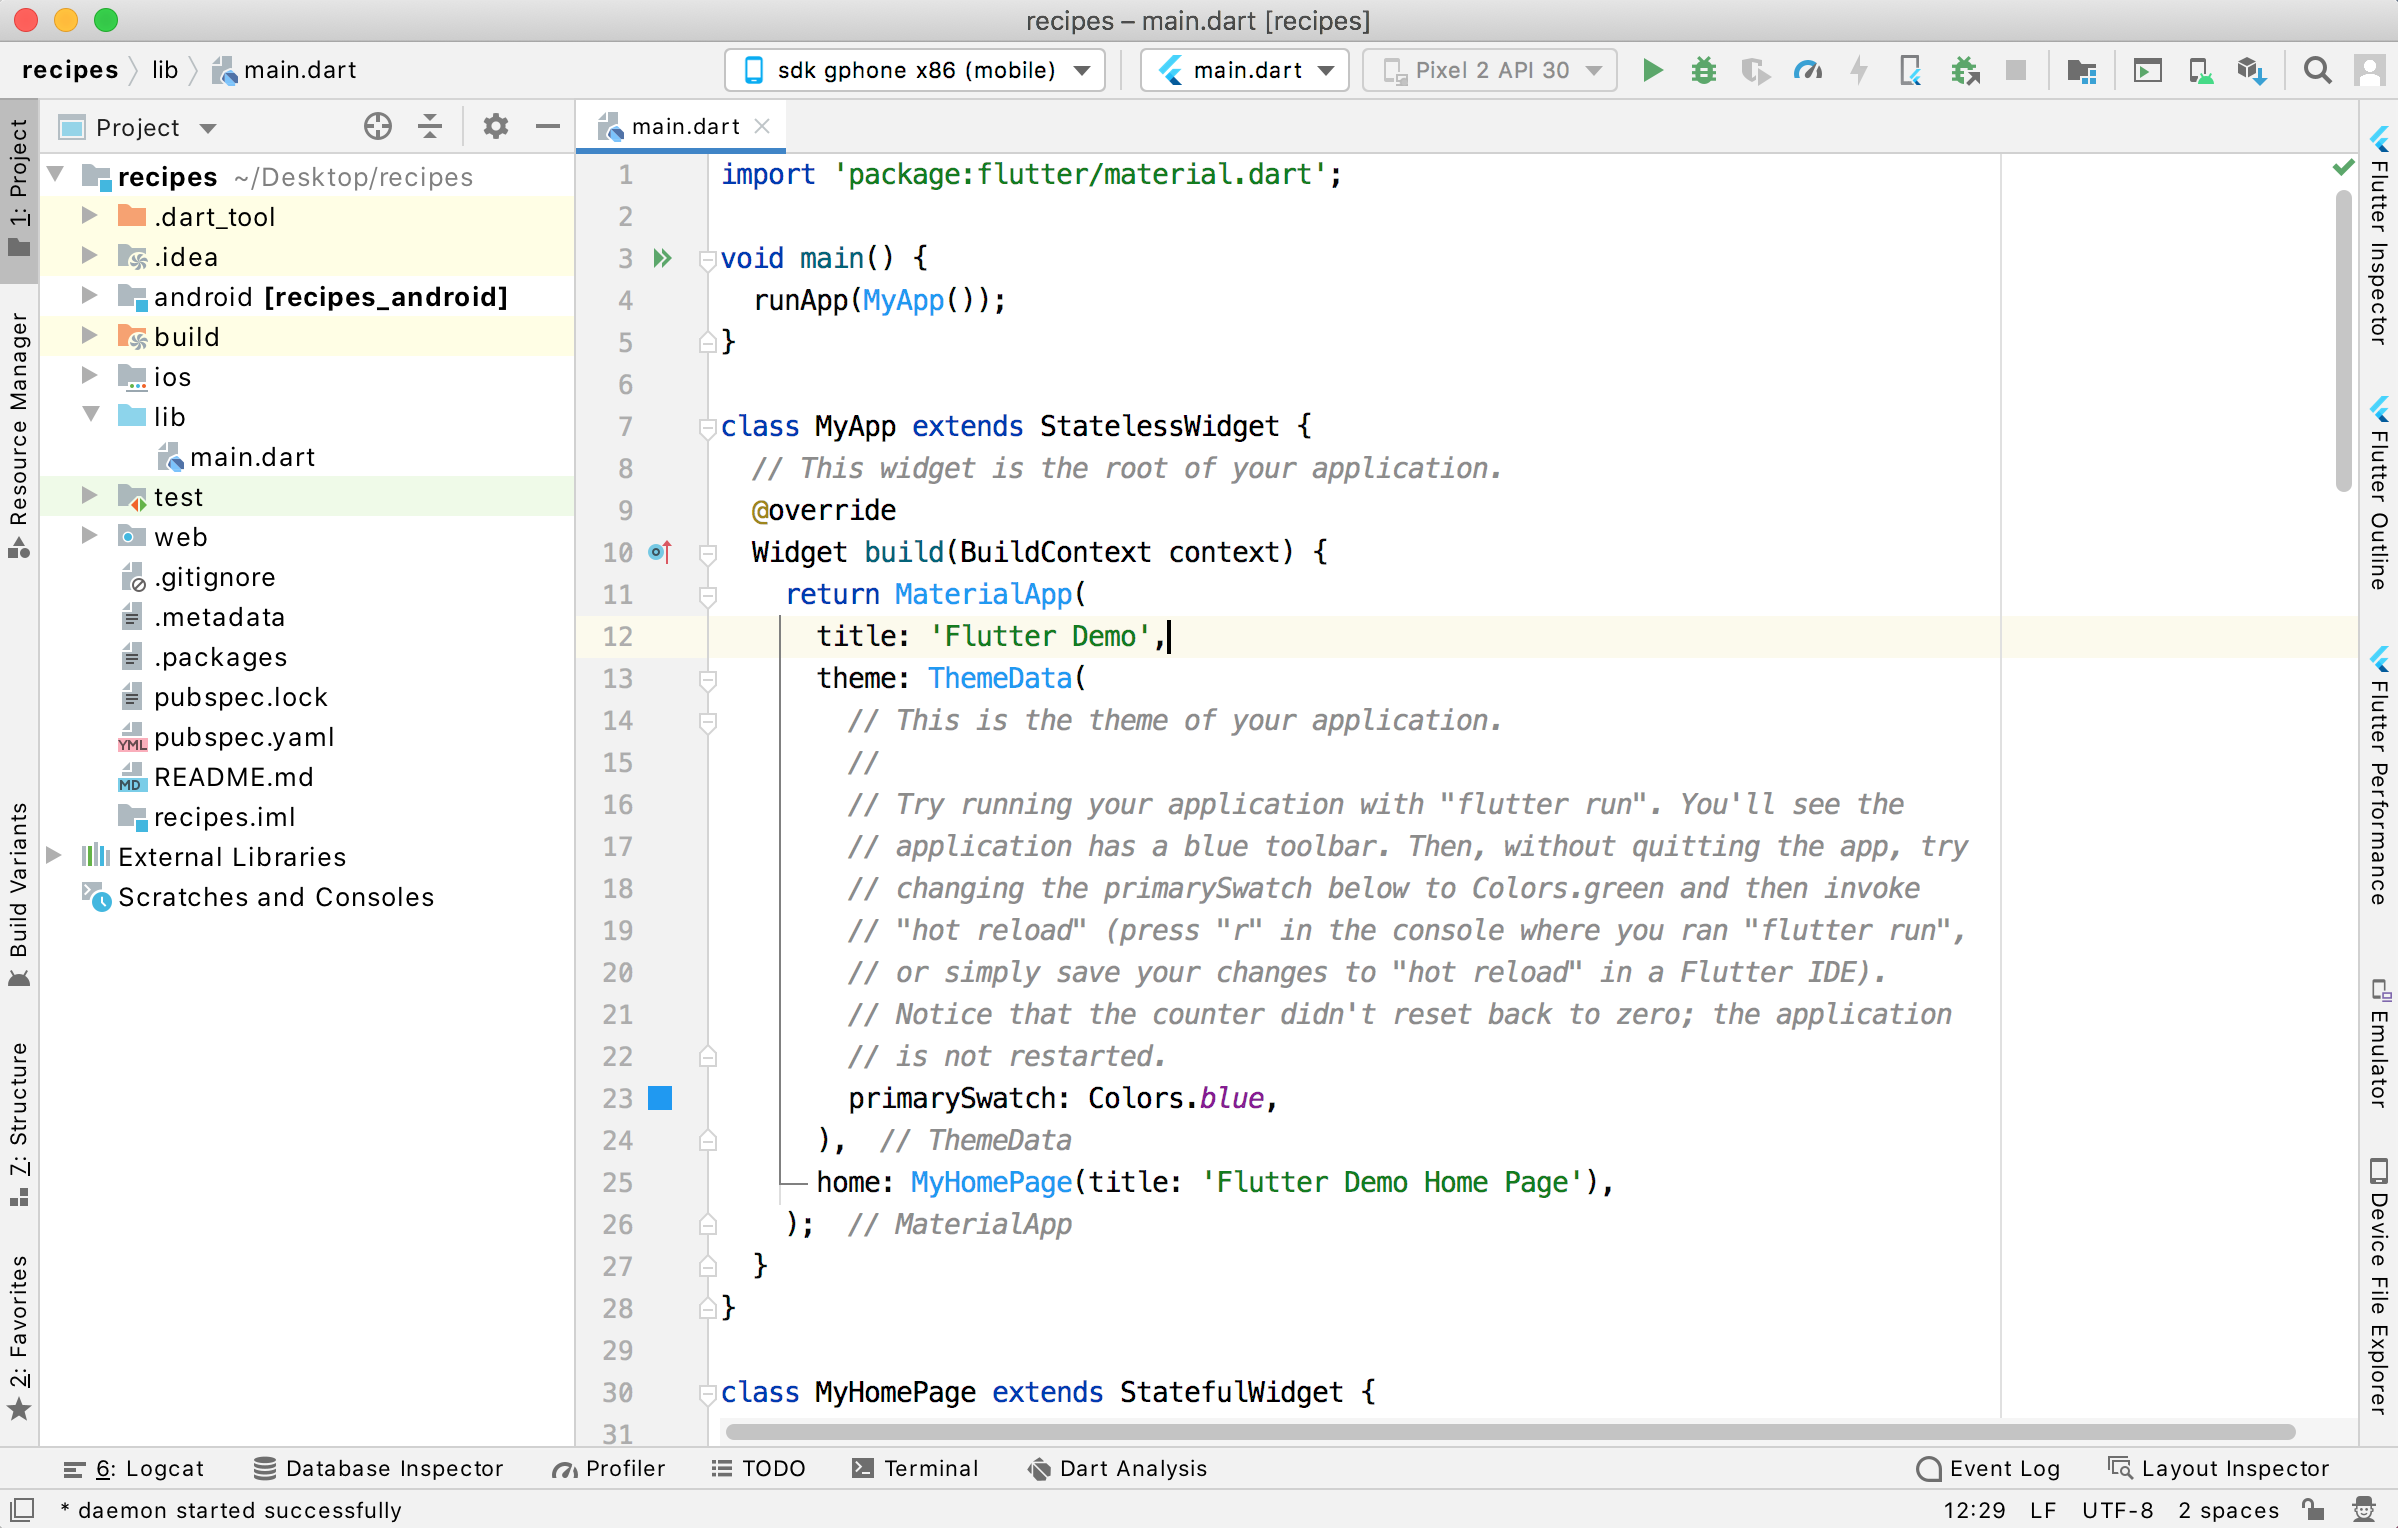 recipes – main.dart [recipes]
recipes lib main.dart
sdk gphone x86 (mobile) main.dart Pixel 2 API 30
1: Project
Resource Manager
Build Variants
7: Structure
2: Favorites
Project
recipes ~/Desktop/recipes
.dart_tool
.idea
android [recipes_android]
build
ios
lib
main.dart
test
web
.gitignore
.metadata
.packages
pubspec.lock
YML pubspec.yaml
MD README.md
recipes.iml
External Libraries
Scratches and Consoles
main.dart
1 import 'package:flutter/material.dart';
2
3 void main() {
4 runApp(MyApp());
5 }
6
7 class MyApp extends StatelessWidget {
8 // This widget is the root of your application.
9 @override
10 Widget build(BuildContext context) {
11 return MaterialApp(
12 title: 'Flutter Demo',
13 theme: ThemeData(
14 // This is the theme of your application.
15 //
16 // Try running your application with "flutter run". You'll see the
17 // application has a blue toolbar. Then, without quitting the app, try
18 // changing the primarySwatch below to Colors.green and then invoke
19 // "hot reload" (press "r" in the console where you ran "flutter run",
20 // or simply save your changes to "hot reload" in a Flutter IDE).
21 // Notice that the counter didn't reset back to zero; the application
22 // is not restarted.
23 primarySwatch: Colors.blue,
24 ), // ThemeData
25 home: MyHomePage(title: 'Flutter Demo Home Page'),
26 ); // MaterialApp
27 }
28 }
29
30 class MyHomePage extends StatefulWidget {
31
Flutter Inspector
Flutter Outline
Flutter Performance
Emulator
Device File Explorer
6: Logcat Database Inspector Profiler TODO Terminal Dart Analysis Event Log Layout Inspector
* daemon started successfully 12:29 LF UTF-8 2 spaces